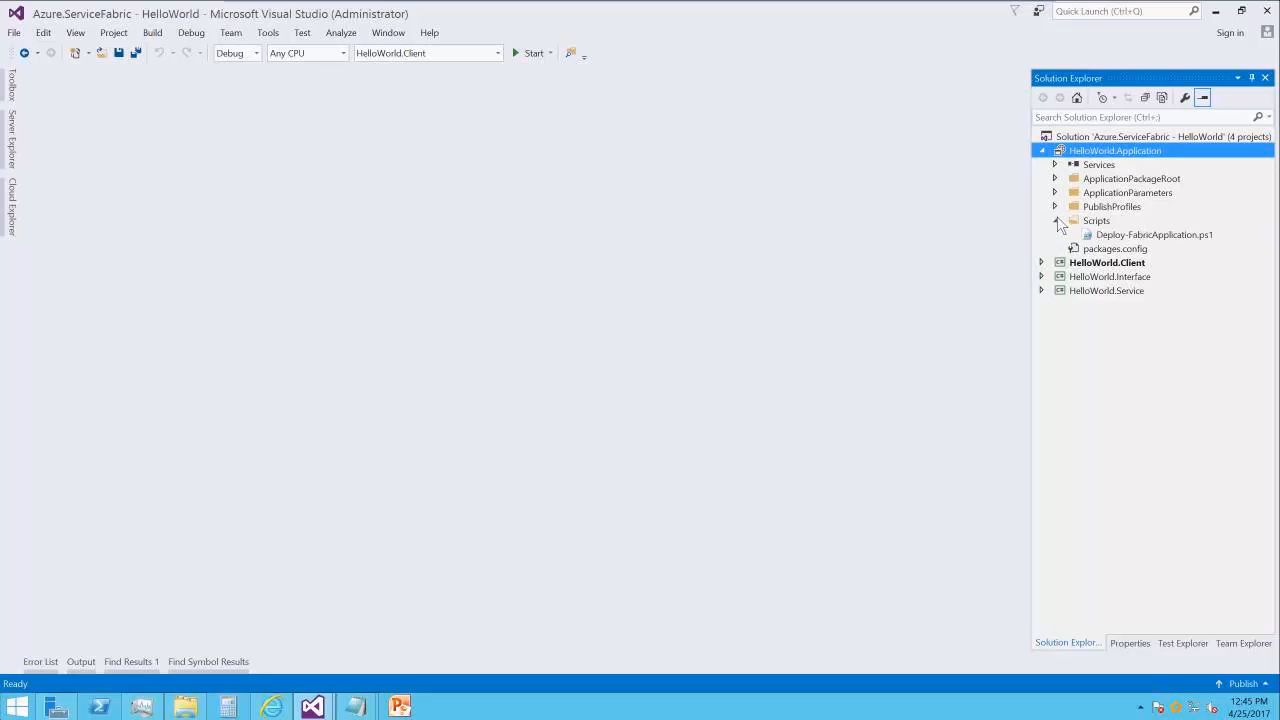 Azure.ServiceFabric - HelloWorld - Microsoft Visual Studio (Administrator)
Quick Launch (Ctrl+Q)
File Edit View Project Build Debug Team Tools Test Analyze Window Help
Sign in
Debug Any CPU HelloWorld.Client Start
Toolbox
Server Explorer
Cloud Explorer
Solution Explorer
Search Solution Explorer (Ctrl+;)
Solution 'Azure.ServiceFabric - HelloWorld' (4 projects)
HelloWorld.Application
Services
ApplicationPackageRoot
ApplicationParameters
PublishProfiles
Scripts
Deploy-FabricApplication.ps1
packages.config
HelloWorld.Client
HelloWorld.Interface
HelloWorld.Service
Solution Explor... Properties Test Explorer Team Explorer
Error List Output Find Results 1 Find Symbol Results
Ready
Publish
12:45 PM
4/25/2017